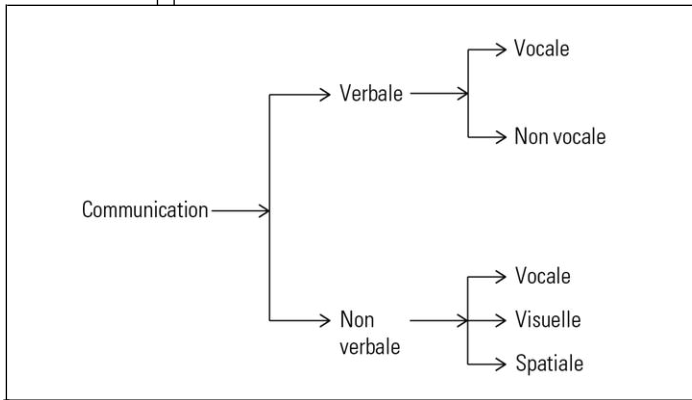 Communication
Verbale
Vocale
Non vocale
Non
verbale
Vocale
Visuelle
Spatiale